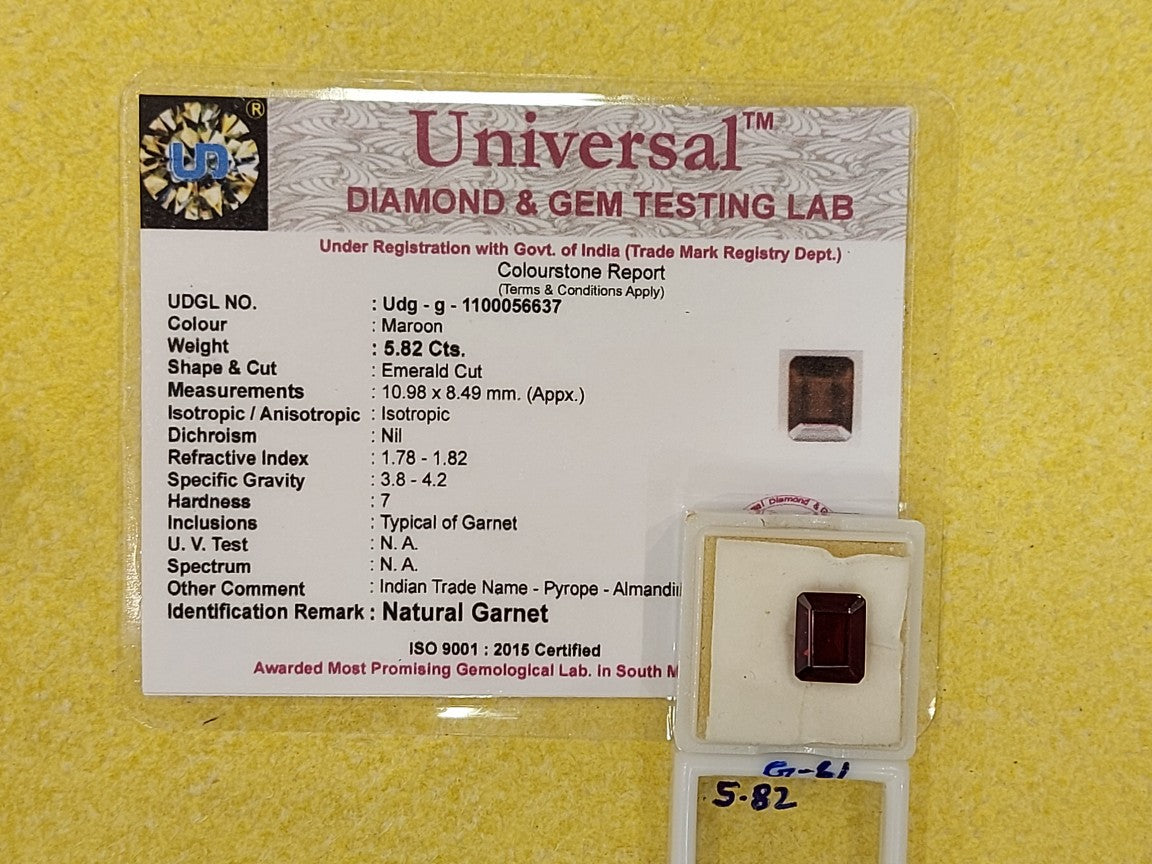 UD ®
Universal™
DIAMOND & GEM TESTING LAB
Under Registration with Govt. of India (Trade Mark Registry Dept.)
Colourstone Report
(Terms & Conditions Apply)
UDGL NO. : Udg - g - 1100056637
Colour : Maroon
Weight : 5.82 Cts.
Shape & Cut : Emerald Cut
Measurements : 10.98 x 8.49 mm. (Appx.)
Isotropic / Anisotropic : Isotropic
Dichroism : Nil
Refractive Index : 1.78 - 1.82
Specific Gravity : 3.8 - 4.2
Hardness : 7
Inclusions : Typical of Garnet
U. V. Test : N. A.
Spectrum : N. A.
Other Comment : Indian Trade Name - Pyrope -
Identification Remark : Natural Garnet
ISO 9001 : 2015 Certified
Awarded Most Promising Gemological Lab. in South
Diamond &
5.82